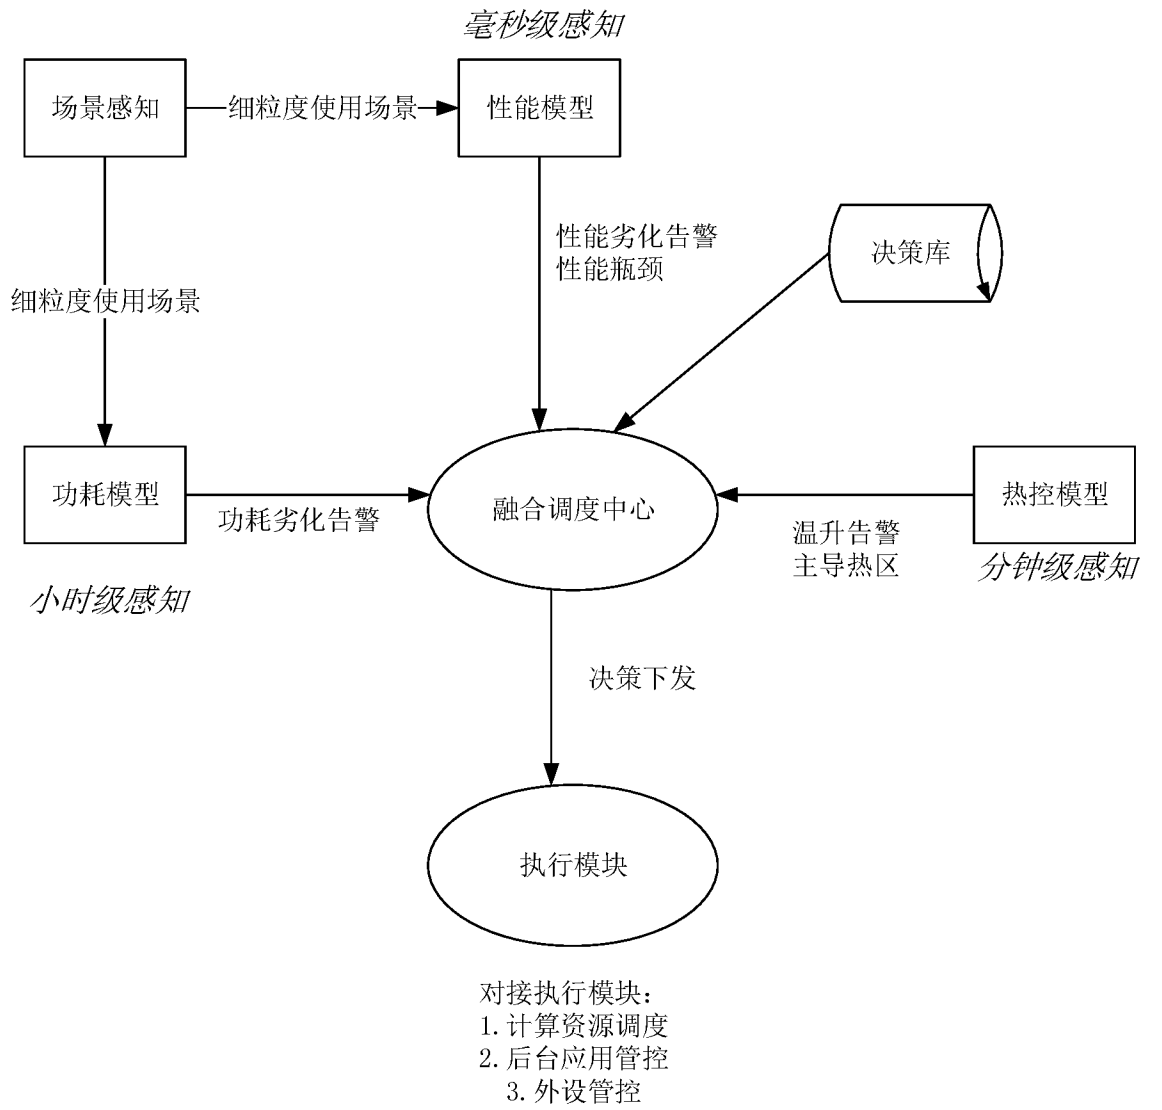 毫秒级感知
场景感知
细粒度使用场景
性能模型
性能劣化告警
性能瓶颈
决策库
细粒度使用场景
功耗模型
功耗劣化告警
小时级感知
融合调度中心
温升告警
主导热区
热控模型
分钟级感知
决策下发
执行模块
对接执行模块：
1.计算资源调度
2.后台应用管控
3.外设管控